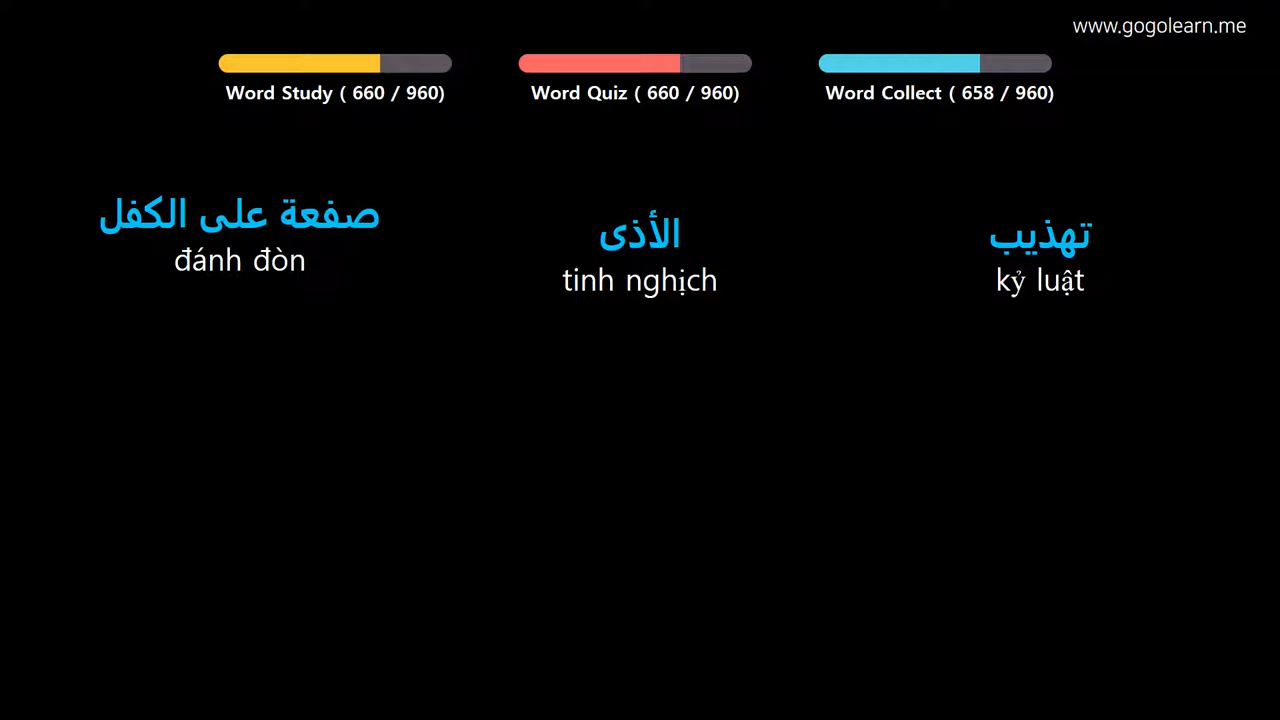 www.gogolearn.me
Word Study ( 660 / 960)
Word Quiz ( 660 / 960)
Word Collect ( 658 / 960)
صفعة على الكفل
đánh đòn
الأذى
tinh nghịch
تهذيب
kỷ luật